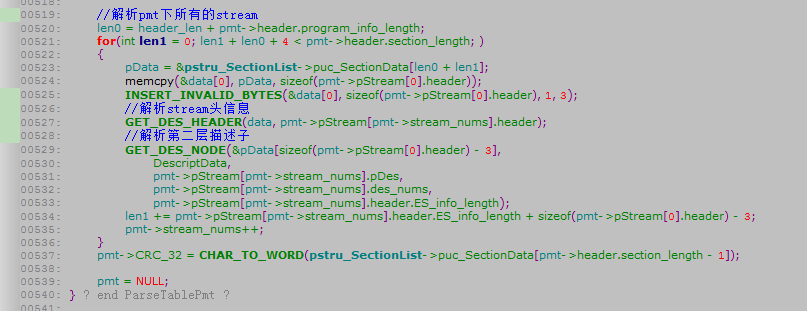 00518:
00519: //解析pmt下所有的stream
00520: len0 = header_len + pmt->header.program_info_length;
00521: for(int len1 = 0; len1 + len0 + 4 < pmt->header.section_length; )
00522: {
00523: pData = &pstru_SectionList->puc_SectionData[len0 + len1];
00524: memcpy(&data[0], pData, sizeof(pmt->pStream[0].header));
00525: INSERT_INVALID_BYTES(&data[0], sizeof(pmt->pStream[0].header), 1, 3);
00526: //解析stream头信息
00527: GET_DES_HEADER(data, pmt->pStream[pmt->stream_nums].header);
00528: //解析第二层描述子
00529: GET_DES_NODE(&pData[sizeof(pmt->pStream[0].header) - 3],
00530: DescriptData,
00531: pmt->pStream[pmt->stream_nums].pDes,
00532: pmt->pStream[pmt->stream_nums].des_nums,
00533: pmt->pStream[pmt->stream_nums].header.ES_info_length);
00534: len1 += pmt->pStream[pmt->stream_nums].header.ES_info_length + sizeof(pmt->pStream[0].header) - 3;
00535: pmt->stream_nums++;
00536: }
00537: pmt->CRC_32 = CHAR_TO_WORD(pstru_SectionList->puc_SectionData[pmt->header.section_length - 1]);
00538:
00539: pmt = NULL;
00540: } ? end ParseTablePmt ?
00541: